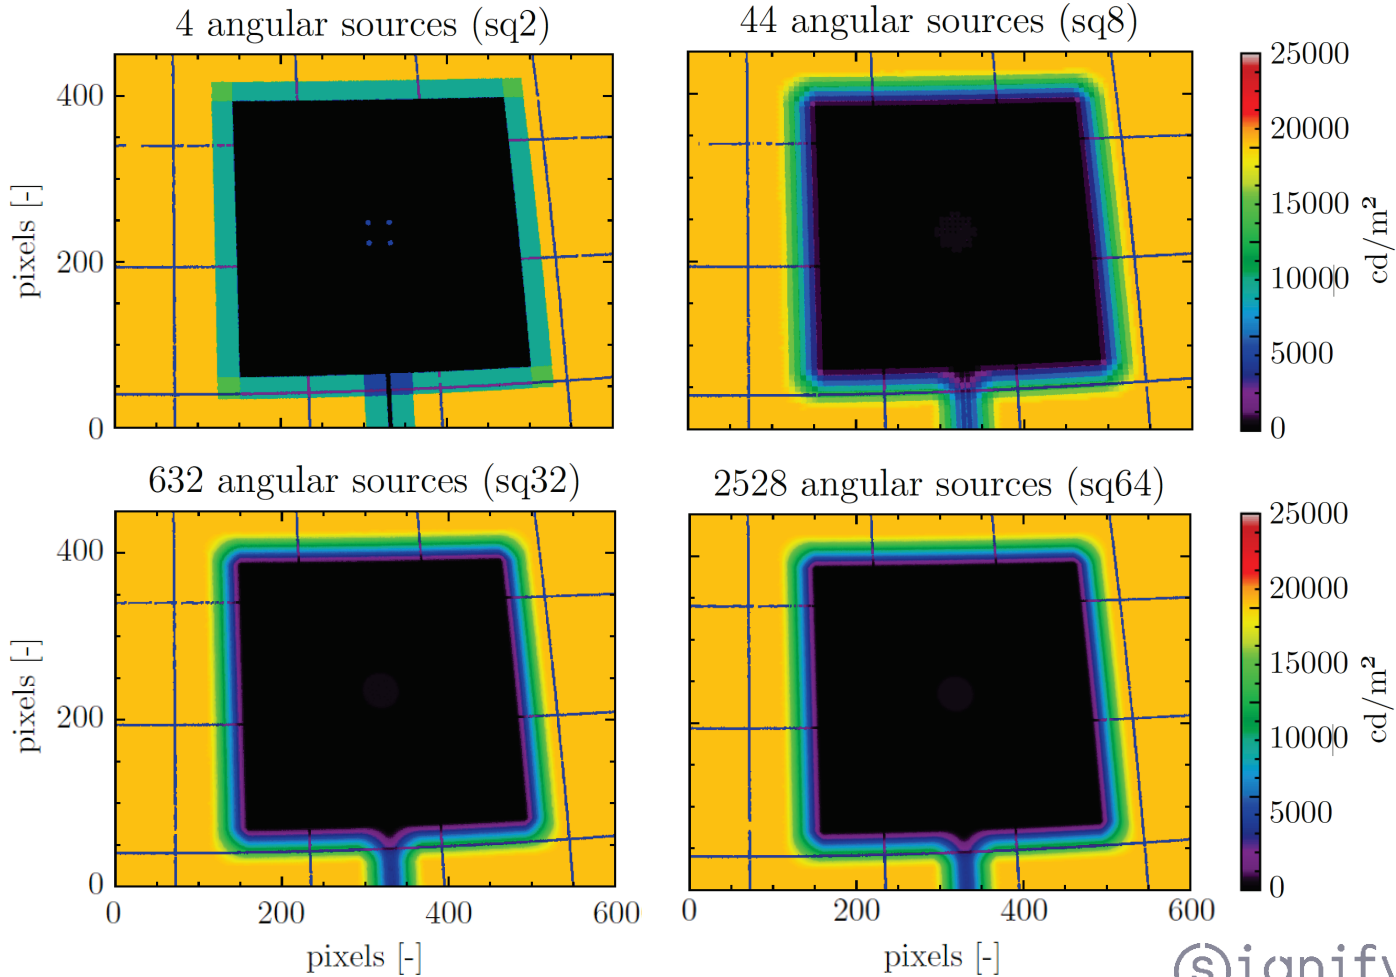 4 angular sources (sq2)
44 angular sources (sq8)
400
200
0
pixels [-]
25000
20000
15000
10000
5000
0
cd/m²
632 angular sources (sq32)
2528 angular sources (sq64)
400
200
0
pixels [-]
0 200 400 600
pixels [-]
0 200 400 600
pixels [-]
25000
20000
15000
10000
5000
0
cd/m²
Signify